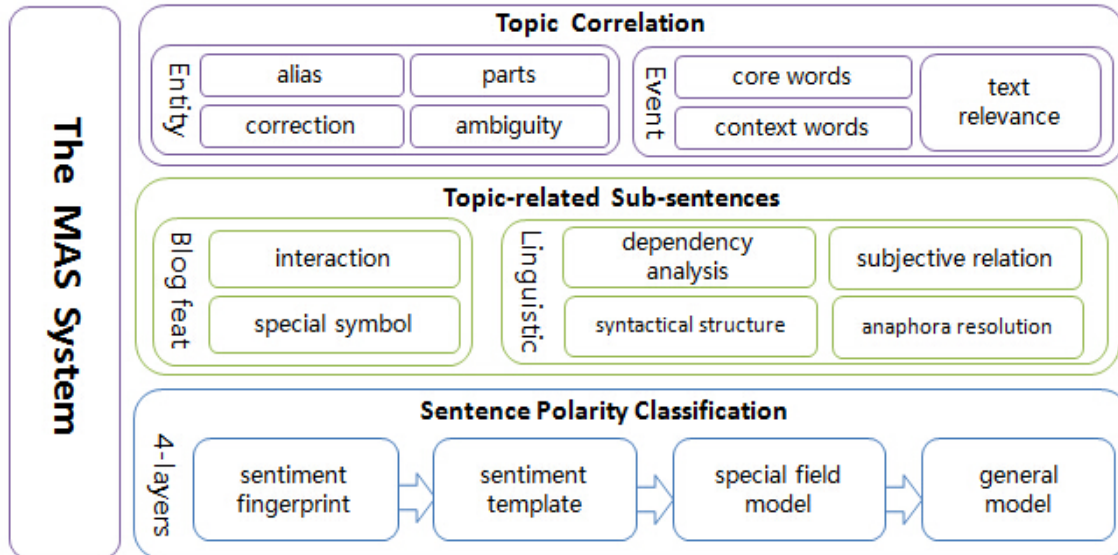 The MAS System
Topic Correlation
Entity
alias
parts
correction
ambiguity
Event
core words
context words
text
relevance
Topic-related Sub-sentences
Blog feat
interaction
special symbol
Linguistic
dependency
analysis
subjective relation
syntactical structure
anaphora resolution
Sentence Polarity Classification
4-layers
sentiment
fingerprint
sentiment
template
special field
model
general
model